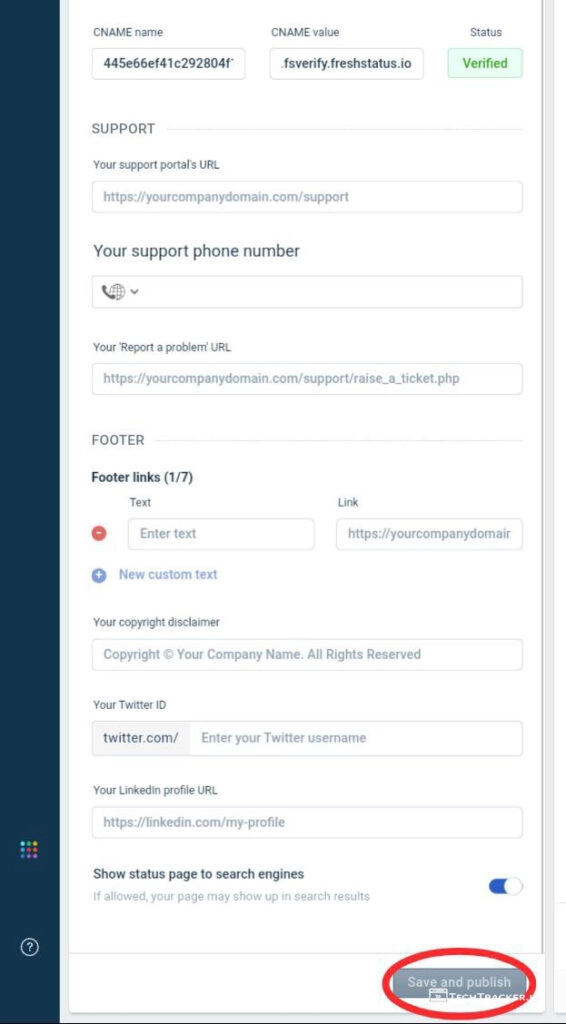 CNAME name CNAME value Status
445e66ef41c292804f .fsverify.freshstatus.io Verified
SUPPORT
Your support portal's URL
https://yourcompanydomain.com/support
Your support phone number
Your 'Report a problem' URL
https://yourcompanydomain.com/support/raise_a_ticket.php
FOOTER
Footer links (1/7)
Text Link
Enter text https://yourcompanydomair
New custom text
Your copyright disclaimer
Copyright © Your Company Name. All Rights Reserved
Your Twitter ID
twitter.com/ Enter your Twitter username
Your LinkedIn profile URL
https://linkedin.com/my-profile
Show status page to search engines
If allowed, your page may show up in search results
?
Save and publish
TECHTRACKER.